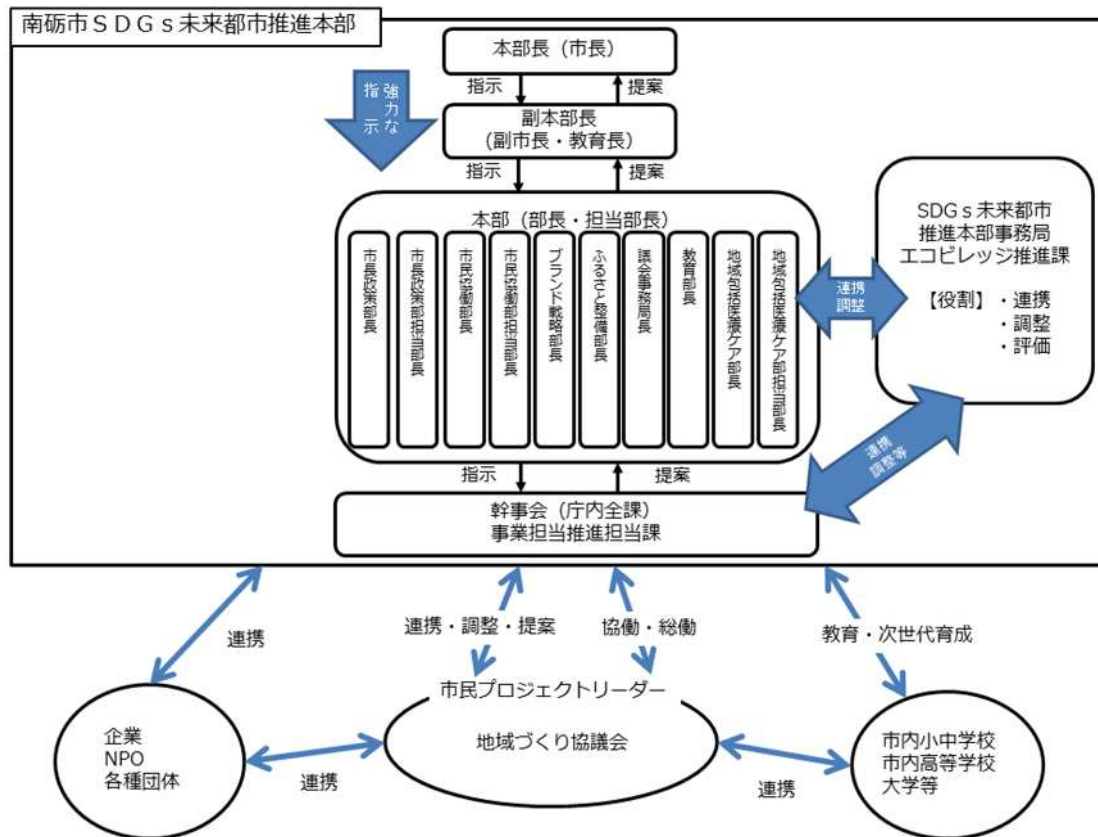 南砺市ＳＤＧｓ未来都市推進本部
本部長（市長）
指示
提案
強力な
指示
副本部長
（副市長・教育長）
指示
提案
本部（部長・担当部長）
市長政策部長
市長政策部担当部長
市民協働部長
市民協働部担当部長
ブランド戦略部長
ふるさと整備部長
議会事務局長
教育部長
地域包括医療ケア部長
地域包括医療ケア部担当部長
連携
調整
SDGｓ未来都市
推進本部事務局
エコビレッジ推進課
【役割】・連携
・調整
・評価
連携
調整等
指示
提案
幹事会（庁内全課）
事業担当推進担当課
連携
連携・調整・提案
協働・総働
教育・次世代育成
市民プロジェクトリーダー
地域づくり協議会
企業
NPO
各種団体
連携
連携
市内小中学校
市内高等学校
大学等